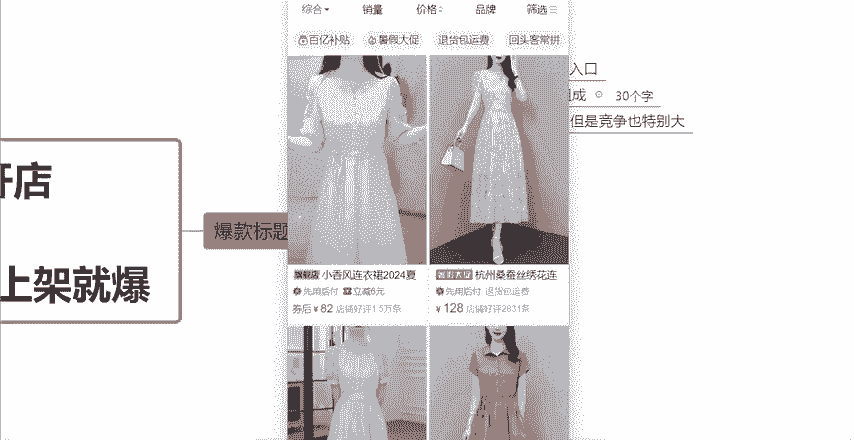 综合 销量 价格 品牌 筛选
百亿补贴 暑假大促 退货包运费 回头客常拼
入口
组成 30个字
但是竞争也特别大
开店
上架就爆
爆款标题
旗舰店 小香风连衣裙2024夏
先用后付 立减6元
券后 ¥82 店铺好评1.5万条
暑假大促 杭州桑蚕丝绣花连
先用后付 退货包运费
¥128 店铺好评2631条